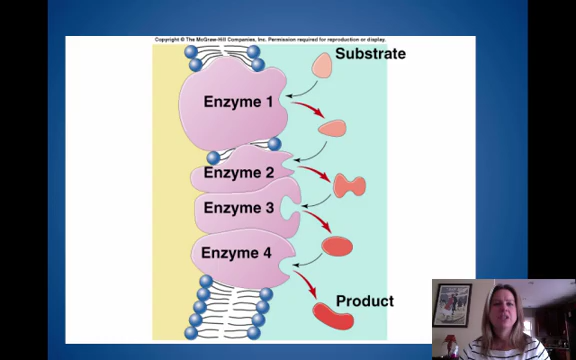 Copyright © The McGraw-Hill Companies, Inc. Permission required for reproduction or display.
Substrate
Enzyme 1
Enzyme 2
Enzyme 3
Enzyme 4
Product